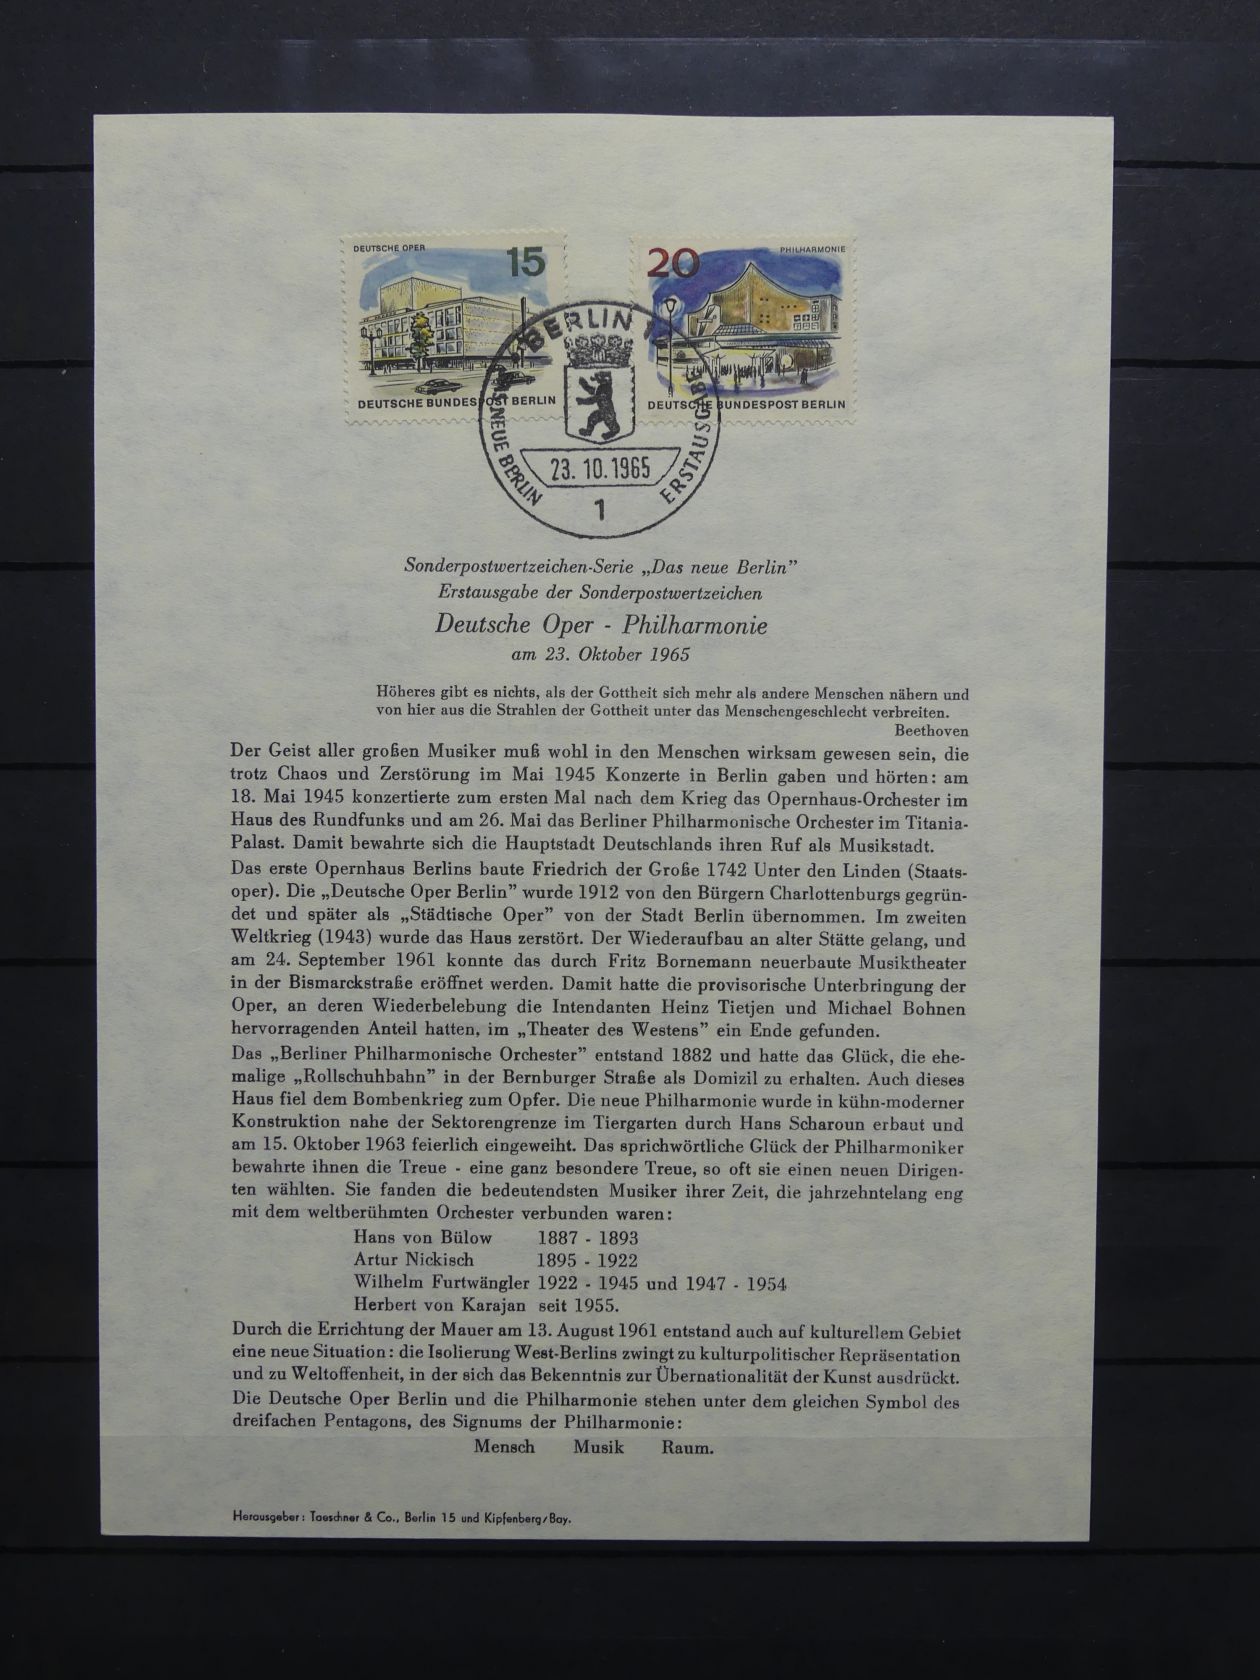 DEUTSCHE OPER
15
DEUTSCHE BUNDESPOST BERLIN
20
PHILHARMONIE
DEUTSCHE BUNDESPOST BERLIN
BERLIN 12
DAS NEUE BERLIN
ERSTAUSGABE
23.10.1965
1
Sonderpostwertzeichen-Serie „Das neue Berlin”
Erstausgabe der Sonderpostwertzeichen
Deutsche Oper - Philharmonie
am 23. Oktober 1965
Höheres gibt es nichts, als der Gottheit sich mehr als andere Menschen nähern und
von hier aus die Strahlen der Gottheit unter das Menschengeschlecht verbreiten.
Beethoven
Der Geist aller großen Musiker muß wohl in den Menschen wirksam gewesen sein, die
trotz Chaos und Zerstörung im Mai 1945 Konzerte in Berlin gaben und hörten: am
18. Mai 1945 konzertierte zum ersten Mal nach dem Krieg das Opernhaus-Orchester im
Haus des Rundfunks und am 26. Mai das Berliner Philharmonische Orchester im Titania-
Palast. Damit bewahrte sich die Hauptstadt Deutschlands ihren Ruf als Musikstadt.
Das erste Opernhaus Berlins baute Friedrich der Große 1742 Unter den Linden (Staats-
oper). Die „Deutsche Oper Berlin” wurde 1912 von den Bürgern Charlottenburgs gegrün-
det und später als „Städtische Oper” von der Stadt Berlin übernommen. Im zweiten
Weltkrieg (1943) wurde das Haus zerstört. Der Wiederaufbau an alter Stätte gelang, und
am 24. September 1961 konnte das durch Fritz Bornemann neuerbaute Musiktheater
in der Bismarckstraße eröffnet werden. Damit hatte die provisorische Unterbringung der
Oper, an deren Wiederbelebung die Intendanten Heinz Tietjen und Michael Bohnen
hervorragenden Anteil hatten, im „Theater des Westens” ein Ende gefunden.
Das „Berliner Philharmonische Orchester” entstand 1882 und hatte das Glück, die ehe-
malige „Rollschuhbahn” in der Bernburger Straße als Domizil zu erhalten. Auch dieses
Haus fiel dem Bombenkrieg zum Opfer. Die neue Philharmonie wurde in kühn-moderner
Konstruktion nahe der Sektorengrenze im Tiergarten durch Hans Scharoun erbaut und
am 15. Oktober 1963 feierlich eingeweiht. Das sprichwörtliche Glück der Philharmoniker
bewahrte ihnen die Treue - eine ganz besondere Treue, so oft sie einen neuen Dirigen-
ten wählten. Sie fanden die bedeutendsten Musiker ihrer Zeit, die jahrzehntelang eng
mit dem weltberühmten Orchester verbunden waren:
Hans von Bülow 1887 - 1893
Artur Nickisch 1895 - 1922
Wilhelm Furtwängler 1922 - 1945 und 1947 - 1954
Herbert von Karajan seit 1955.
Durch die Errichtung der Mauer am 13. August 1961 entstand auch auf kulturellem Gebiet
eine neue Situation: die Isolierung West-Berlins zwingt zu kulturpolitischer Repräsentation
und zu Weltoffenheit, in der sich das Bekenntnis zur Übernationalität der Kunst ausdrückt.
Die Deutsche Oper Berlin und die Philharmonie stehen unter dem gleichen Symbol des
dreifachen Pentagons, des Signums der Philharmonie:
Mensch Musik Raum.
Herausgeber: Taeschner & Co., Berlin 15 und Kipfenberg/Bay.